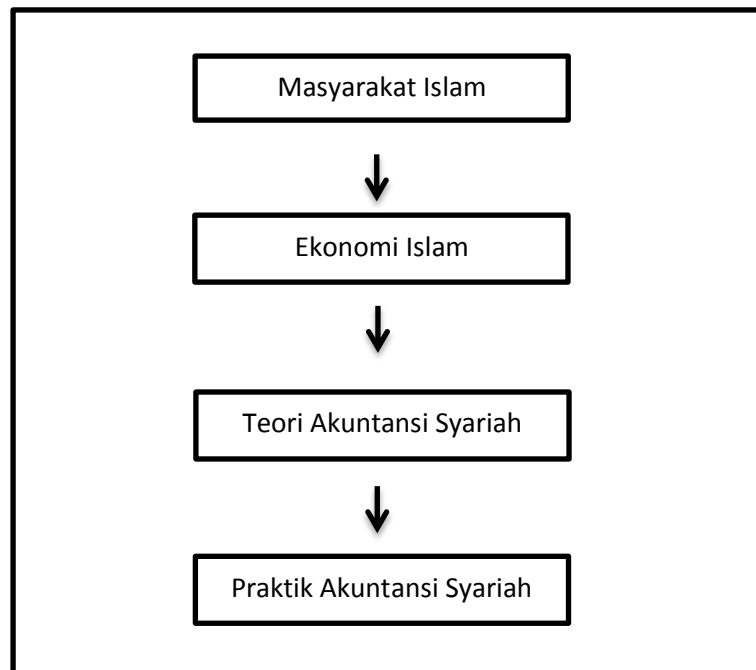 Masyarakat Islam
Ekonomi Islam
Teori Akuntansi Syariah
Praktik Akuntansi Syariah